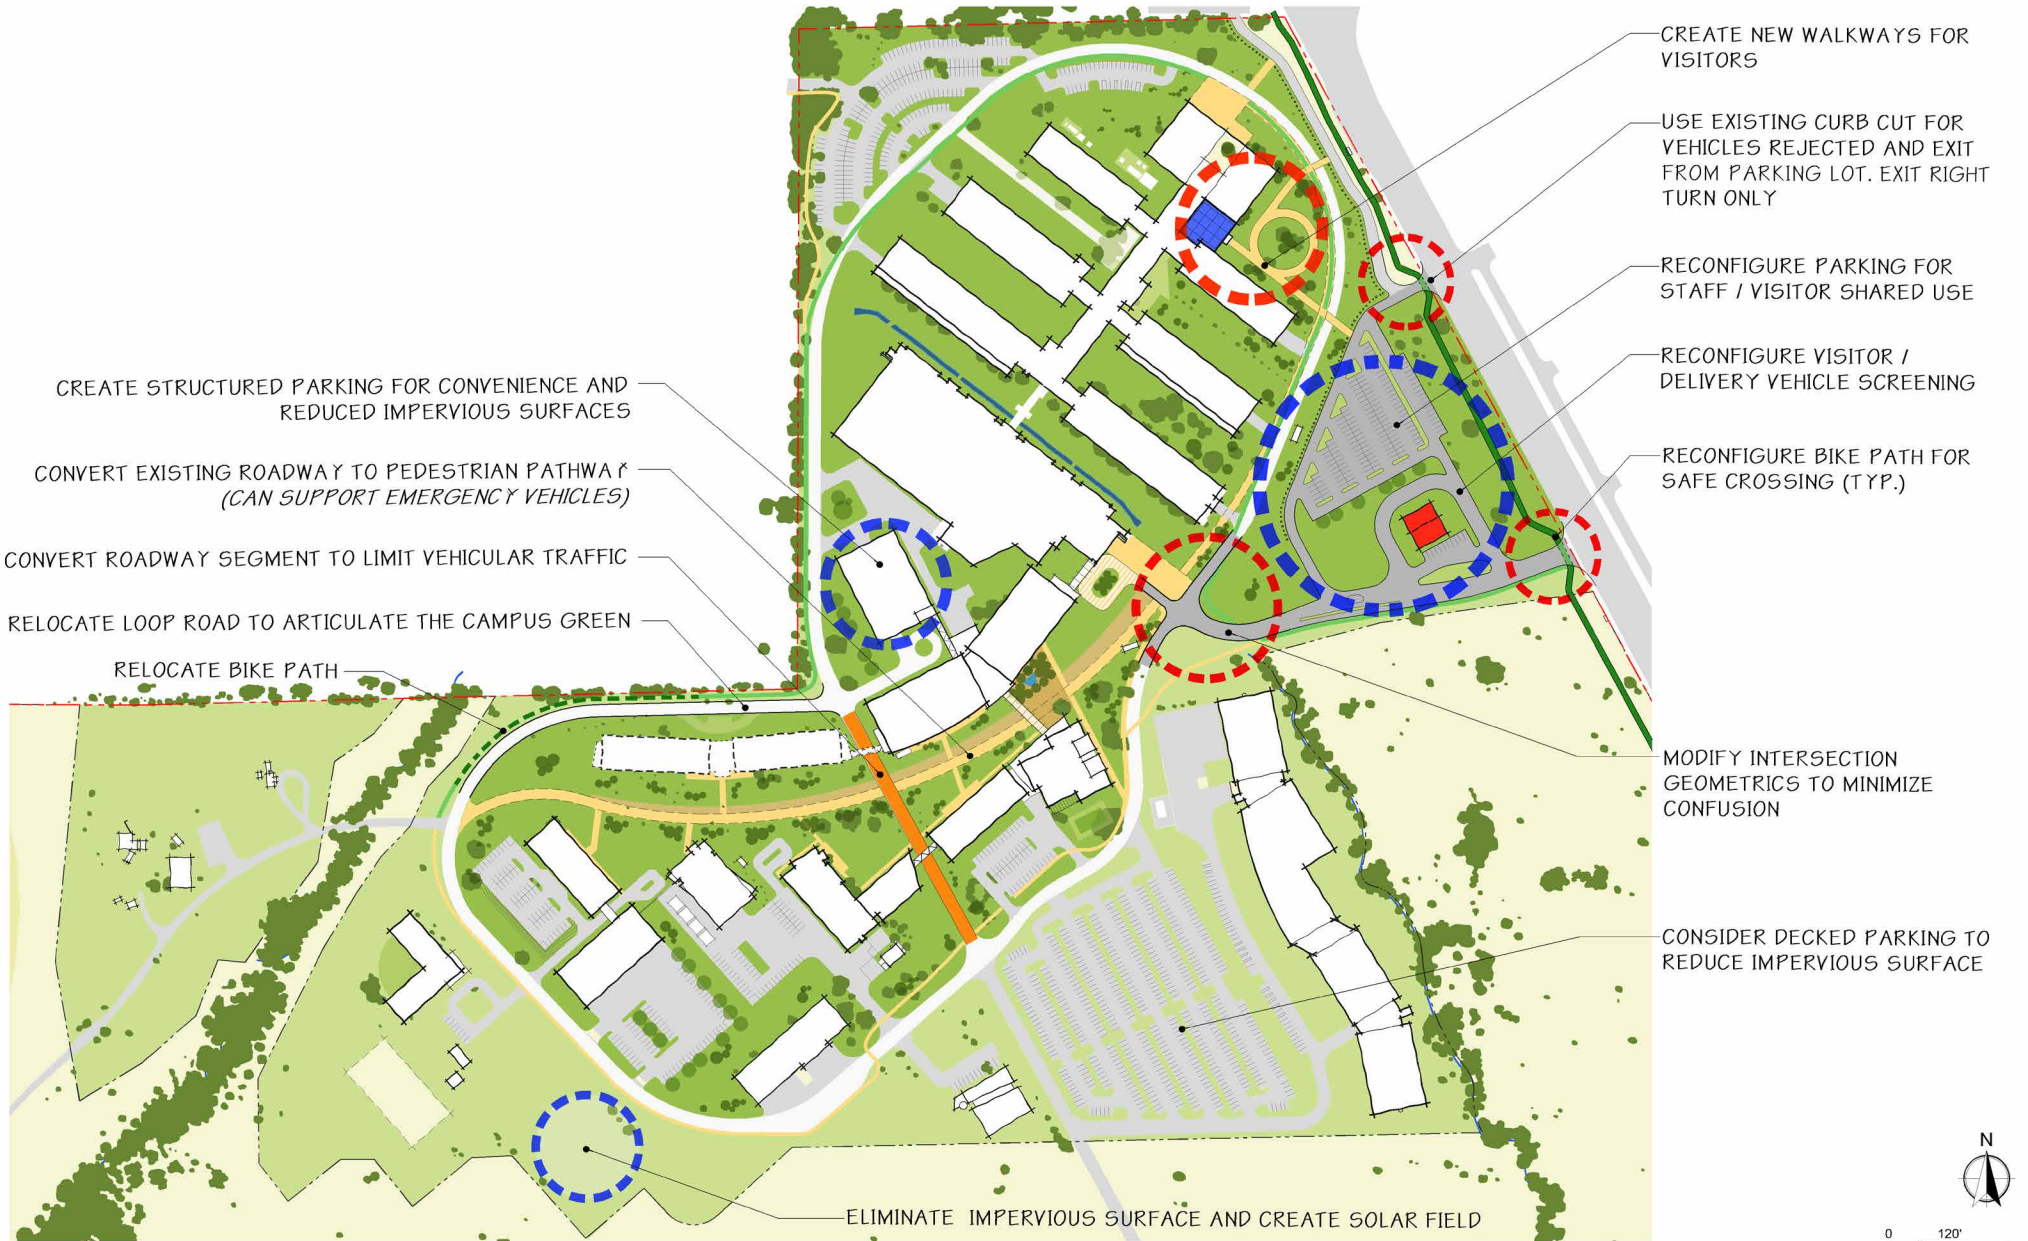 CREATE NEW WALKWAYS FOR
VISITORS
USE EXISTING CURB CUT FOR
VEHICLES REJECTED AND EXIT
FROM PARKING LOT. EXIT RIGHT
TURN ONLY
RECONFIGURE PARKING FOR
STAFF / VISITOR SHARED USE
RECONFIGURE VISITOR /
DELIVERY VEHICLE SCREENING
RECONFIGURE BIKE PATH FOR
SAFE CROSSING (TYP.)
CREATE STRUCTURED PARKING FOR CONVENIENCE AND
REDUCED IMPERVIOUS SURFACES
CONVERT EXISTING ROADWAY TO PEDESTRIAN PATHWAY
(CAN SUPPORT EMERGENCY VEHICLES)
CONVERT ROADWAY SEGMENT TO LIMIT VEHICULAR TRAFFIC
RELOCATE LOOP ROAD TO ARTICULATE THE CAMPUS GREEN
RELOCATE BIKE PATH
MODIFY INTERSECTION
GEOMETRICS TO MINIMIZE
CONFUSION
CONSIDER DECKED PARKING TO
REDUCE IMPERVIOUS SURFACE
ELIMINATE IMPERVIOUS SURFACE AND CREATE SOLAR FIELD
N
0 120'